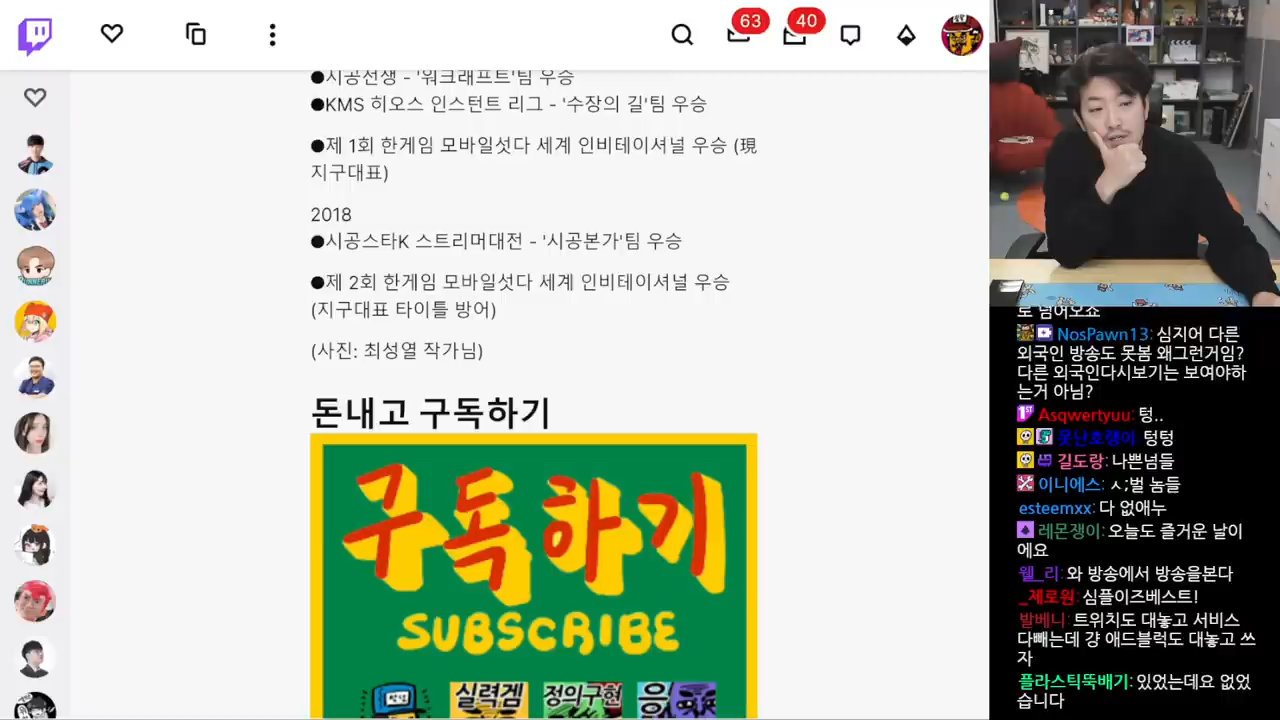 63
40
●시공선생 - '워크래프트'팀 우승
●KMS 히오스 인스턴트 리그 - '수장의 길'팀 우승
●제 1회 한게임 모바일섯다 세계 인비테이셔널 우승 (現
지구대표)
2018
●시공스타K 스트리머대전 - '시공본가'팀 우승
●제 2회 한게임 모바일섯다 세계 인비테이셔널 우승
(지구대표 타이틀 방어)
(사진: 최성열 작가님)
돈내고 구독하기
구독하기
SUBSCRIBE
실력겜 정의구현
로 넘어오쇼
NosPawn13: 심지어 다른
외국인 방송도 못봄 왜그런거임?
다른 외국인다시보기는 보여야하
는거 아님?
1ST Asqwertyuu: 텅..
못난호랭이: 텅텅
길도랑: 나쁜넘들
이니에스: ㅅ;벌 놈들
esteemxx: 다 없애누
레몬쟁이: 오늘도 즐거운 날이
에요
웰_리: 와 방송에서 방송을본다
_제로원: 심플이즈베스트!
발베니: 트위치도 대놓고 서비스
다빼는데 걍 애드블럭도 대놓고 쓰
자
플라스틱뚝배기: 있었는데요 없었
습니다